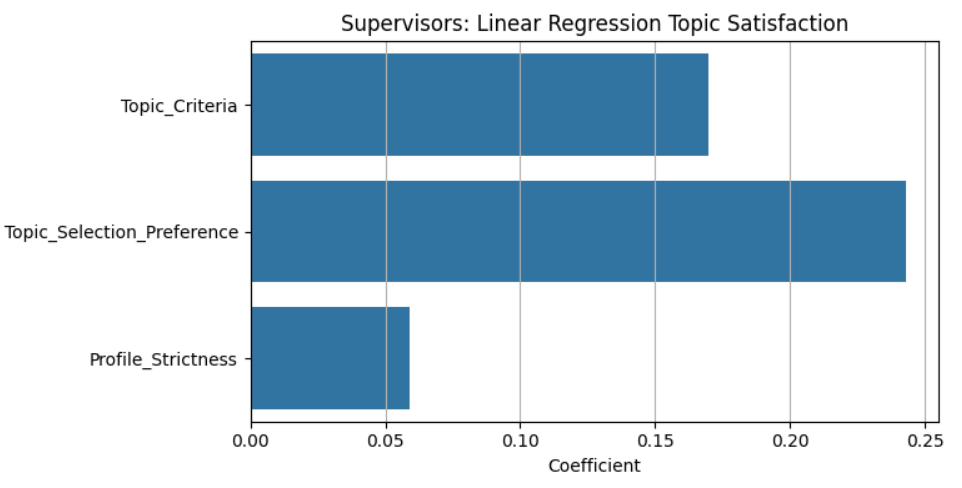 Supervisors: Linear Regression Topic Satisfaction
Topic_Criteria
Topic_Selection_Preference
Profile_Strictness
0.00 0.05 0.10 0.15 0.20 0.25
Coefficient